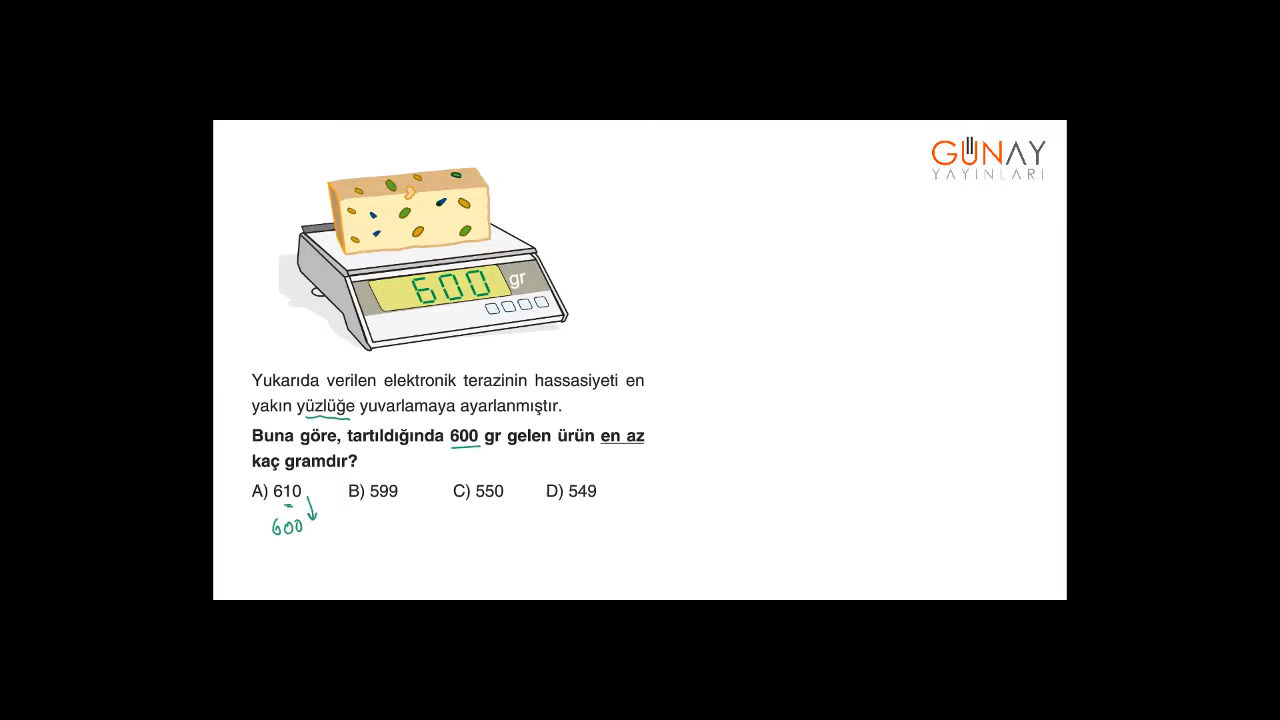 GÜNAY
YAYINLARI
600 gr
Yukarıda verilen elektronik terazinin hassasiyeti en
yakın yüzlüğe yuvarlamaya ayarlanmıştır.
Buna göre, tartıldığında 600 gr gelen ürün en az
kaç gramdır?
A) 610 B) 599 C) 550 D) 549
600